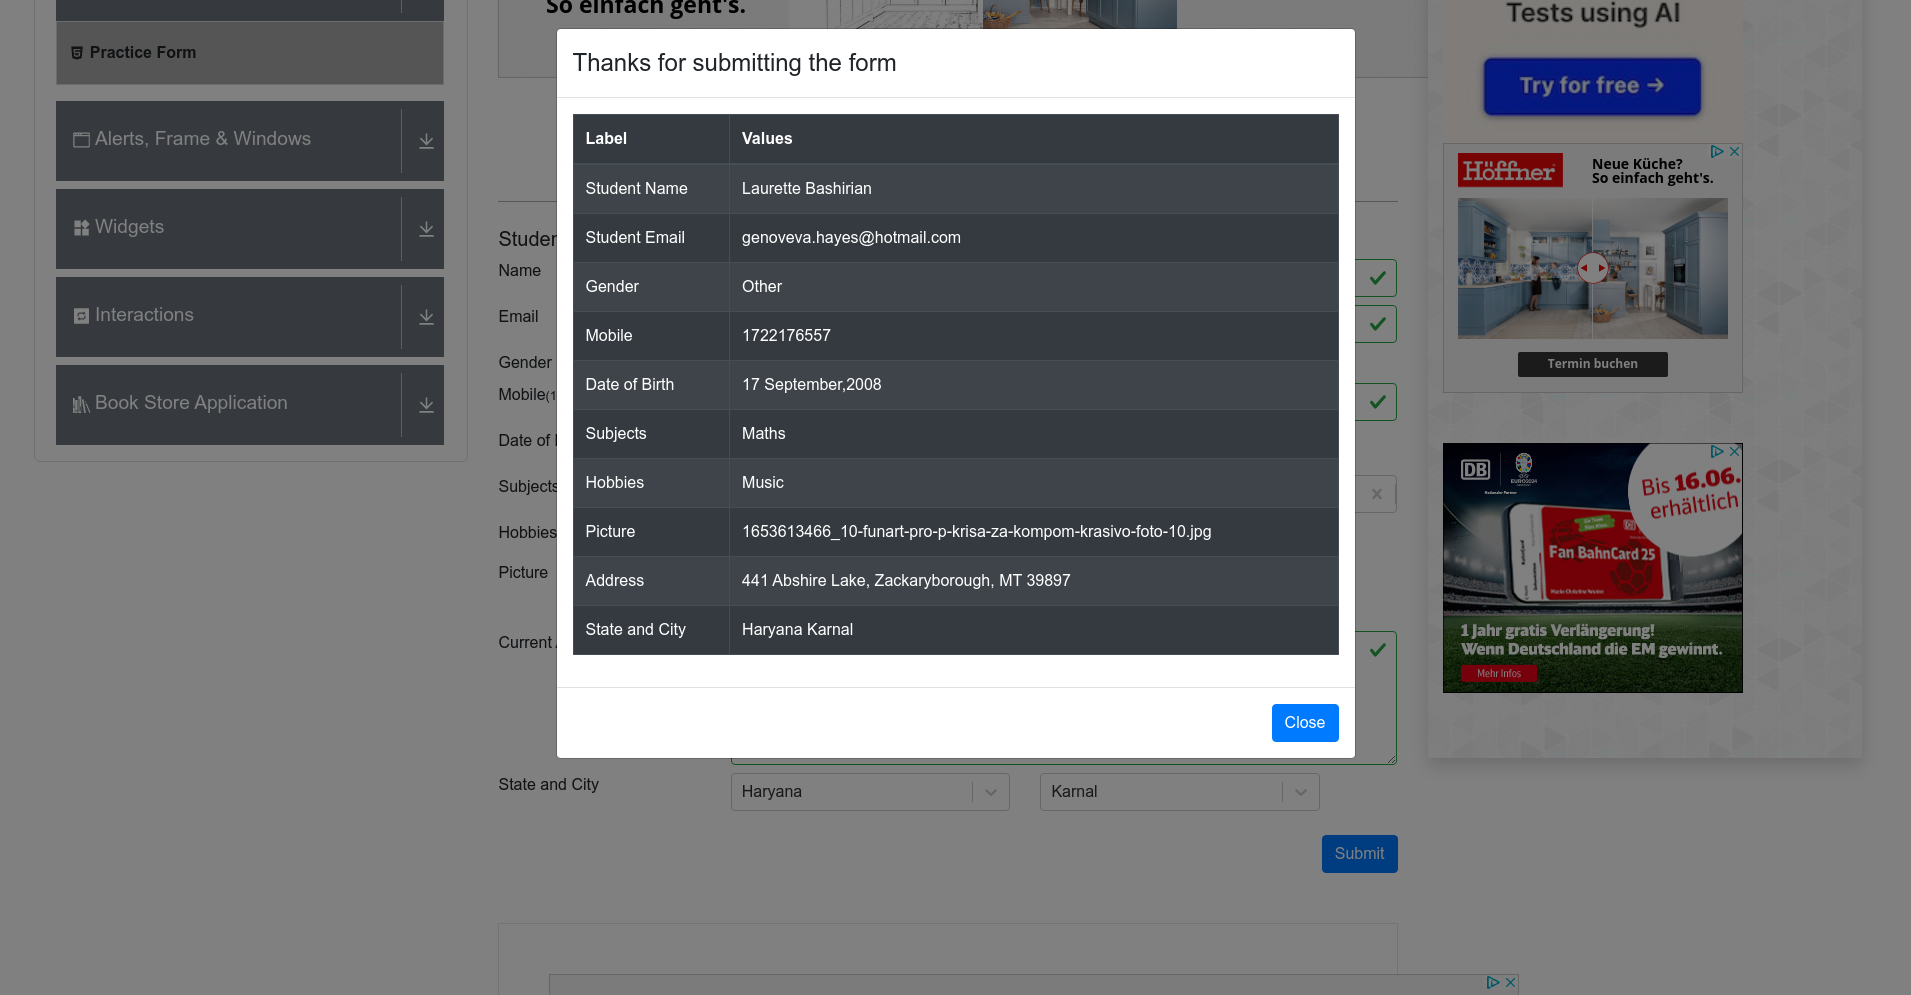 So einfach geht's.
Practice Form
Alerts, Frame & Windows
Widgets
Interactions
Book Store Application
Thanks for submitting the form
Label Values
Student Name Laurette Bashirian
Student Email genoveva.hayes@hotmail.com
Gender Other
Mobile 1722176557
Date of Birth 17 September,2008
Subjects Maths
Hobbies Music
Picture 1653613466_10-funart-pro-p-krisa-za-kompom-krasivo-foto-10.jpg
Address 441 Abshire Lake, Zackaryborough, MT 39897
State and City Haryana Karnal
Close
Name
Email
Gender
Mobile(1
Date of
Subjects
Hobbies
Picture
Current
State and City
Haryana
Karnal
Submit
Tests using AI
Try for free →
Höffner
Neue Küche?
So einfach geht's.
Termin buchen
DB
EURO2024
Bis 16.06.
erhältlich
Fan BahnCard 25
1 Jahr gratis Verlängerung!
Wenn Deutschland die EM gewinnt.
Mehr Infos